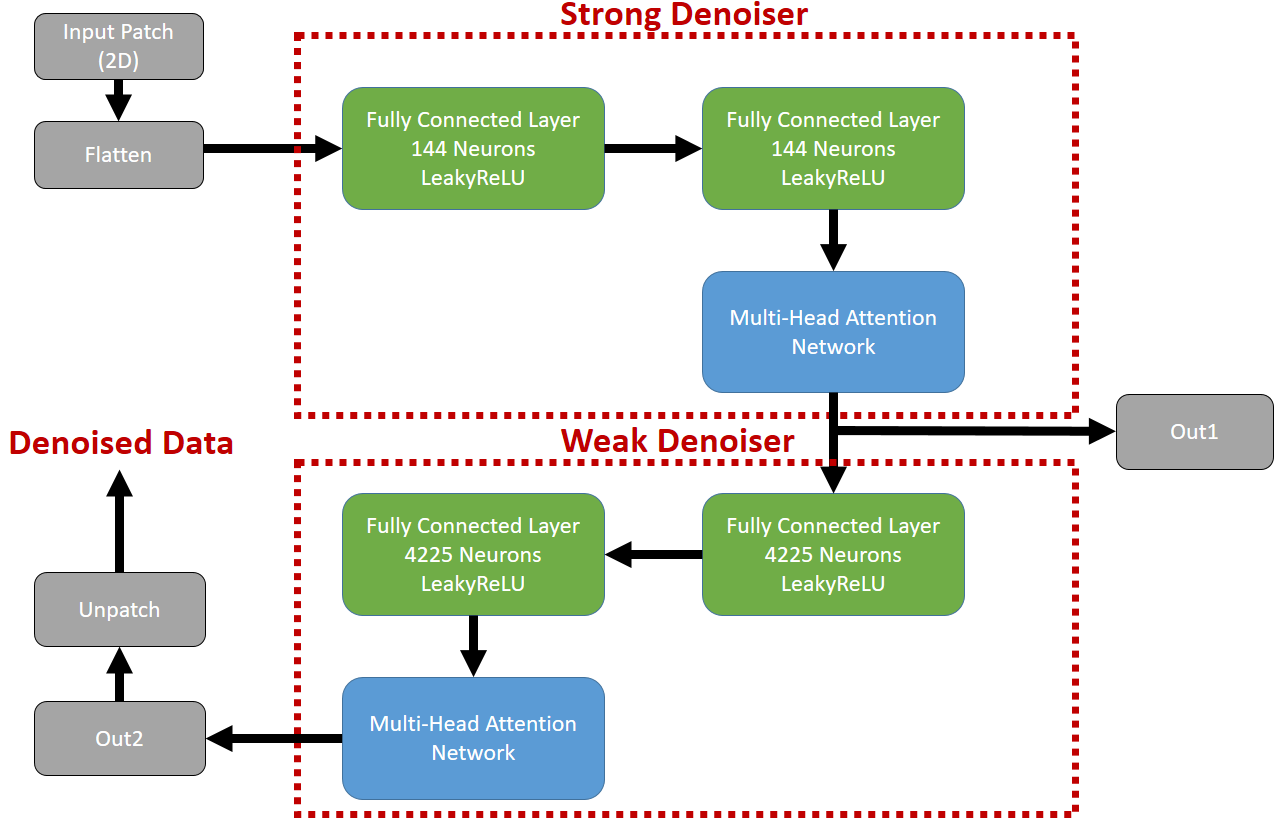 Strong Denoiser
Input Patch
(2D)
Flatten
Fully Connected Layer
144 Neurons
LeakyReLU
Fully Connected Layer
144 Neurons
LeakyReLU
Multi-Head Attention
Network
Out1
Weak Denoiser
Fully Connected Layer
4225 Neurons
LeakyReLU
Fully Connected Layer
4225 Neurons
LeakyReLU
Multi-Head Attention
Network
Out2
Unpatch
Denoised Data